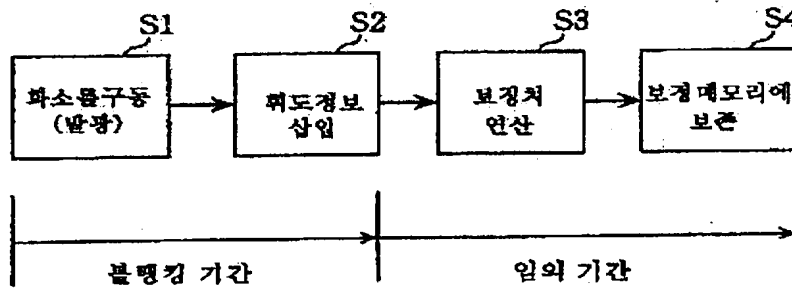 S1
S2
S3
S4
화소를구동
(발광)
휘도정보
삽입
보정치
연산
보정메모리에
보존
블랭킹 기간
임의 기간